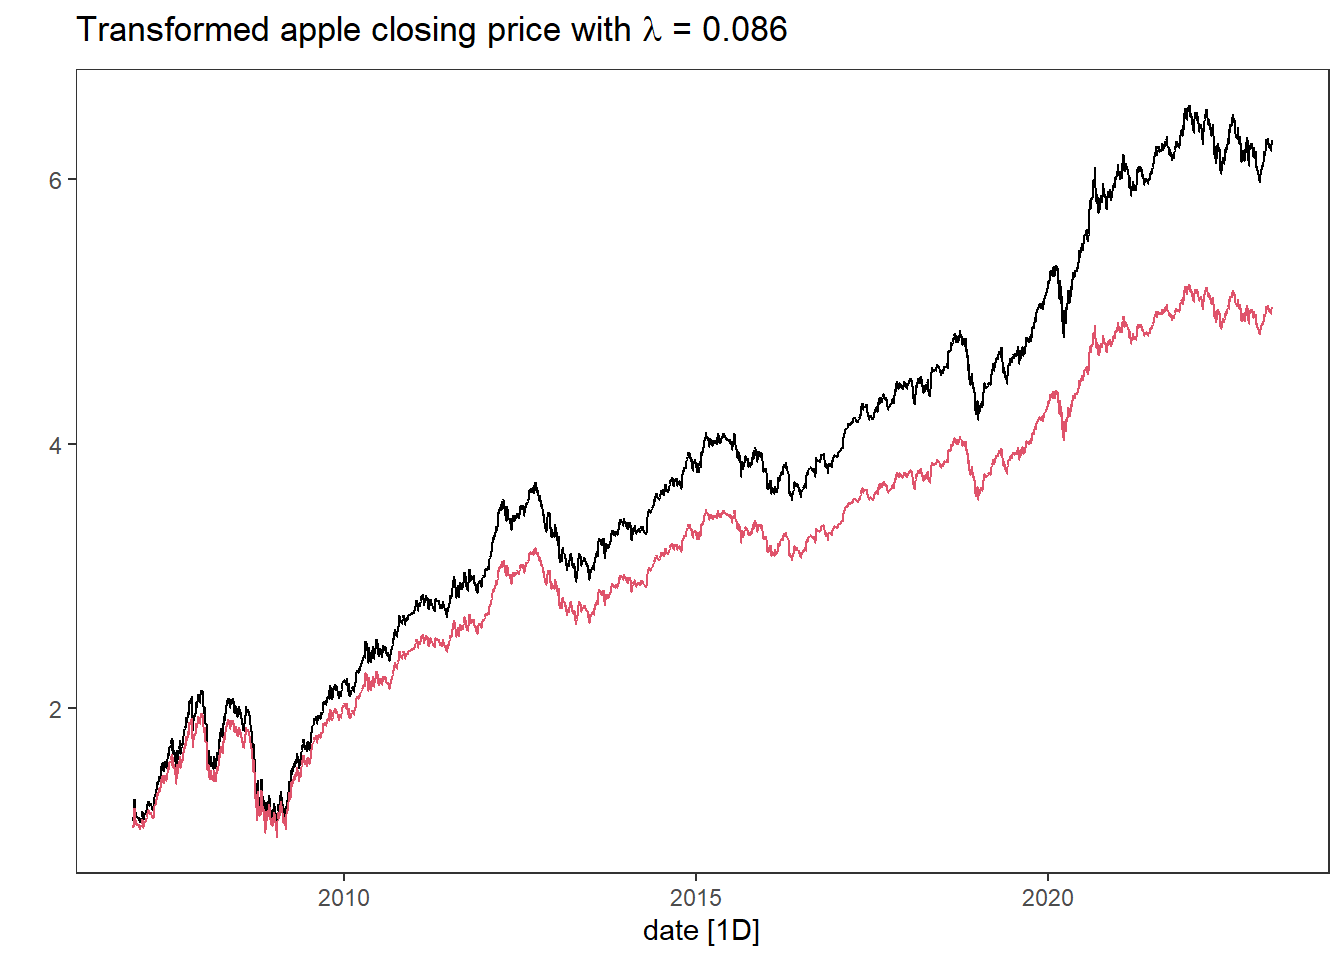 Transformed apple closing price with λ = 0.086
6
4
2
2010 2015 2020
date [1D]